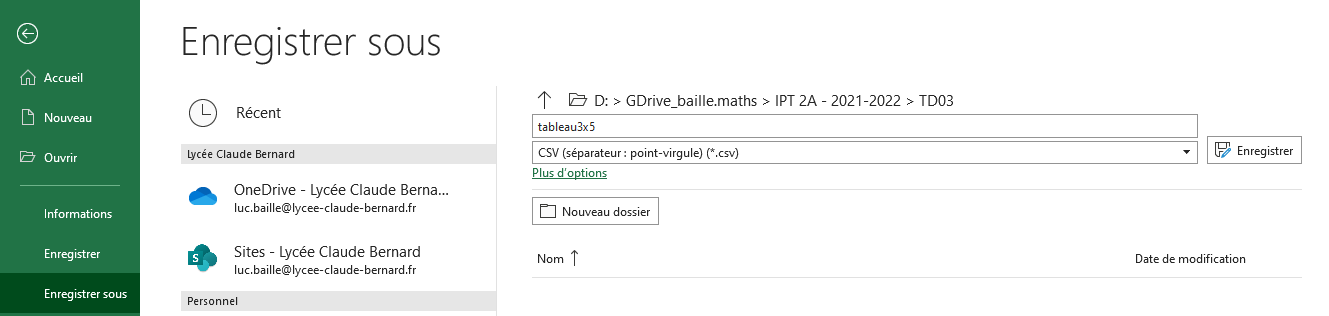 Enregistrer sous
Accueil
Nouveau
Ouvrir
Informations
Enregistrer
Enregistrer sous
Récent
Lycée Claude Bernard
OneDrive - Lycée Claude Berna...
luc.baille@lycee-claude-bernard.fr
S
Sites - Lycée Claude Bernard
luc.baille@lycee-claude-bernard.fr
Personnel
D: > GDrive_baille.maths > IPT 2A - 2021-2022 > TD03
tableau3x5
CSV (séparateur : point-virgule) (*.csv)
Enregistrer
Plus d'options
Nouveau dossier
Nom ↑ Date de modification